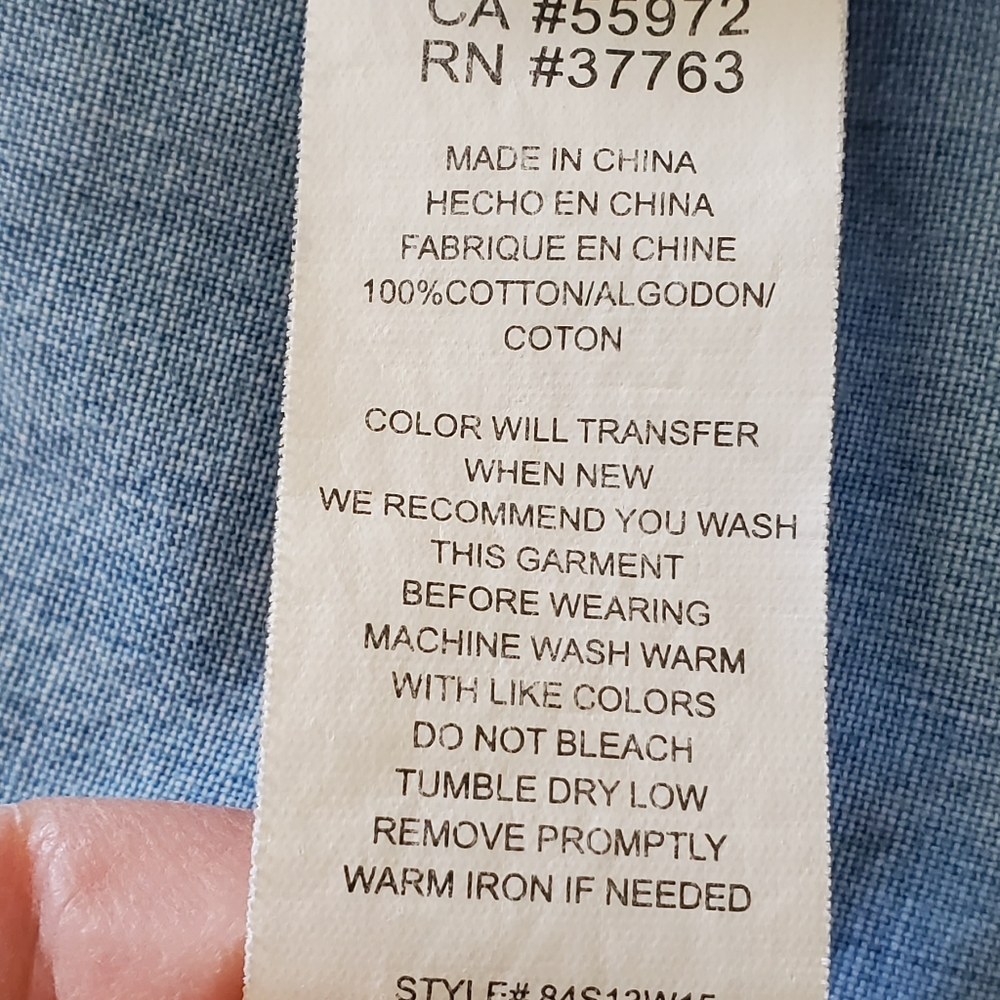 CA #55972
RN #37763
MADE IN CHINA
HECHO EN CHINA
FABRIQUE EN CHINE
100%COTTON/ALGODON/
COTON
COLOR WILL TRANSFER
WHEN NEW
WE RECOMMEND YOU WASH
THIS GARMENT
BEFORE WEARING
MACHINE WASH WARM
WITH LIKE COLORS
DO NOT BLEACH
TUMBLE DRY LOW
REMOVE PROMPTLY
WARM IRON IF NEEDED
STYLE#